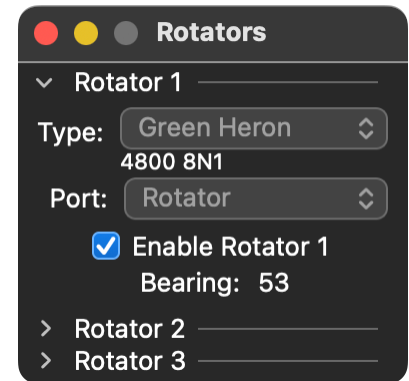 Rotators
Rotator 1
Type: Green Heron
4800 8N1
Port: Rotator
Enable Rotator 1
Bearing: 53
Rotator 2
Rotator 3